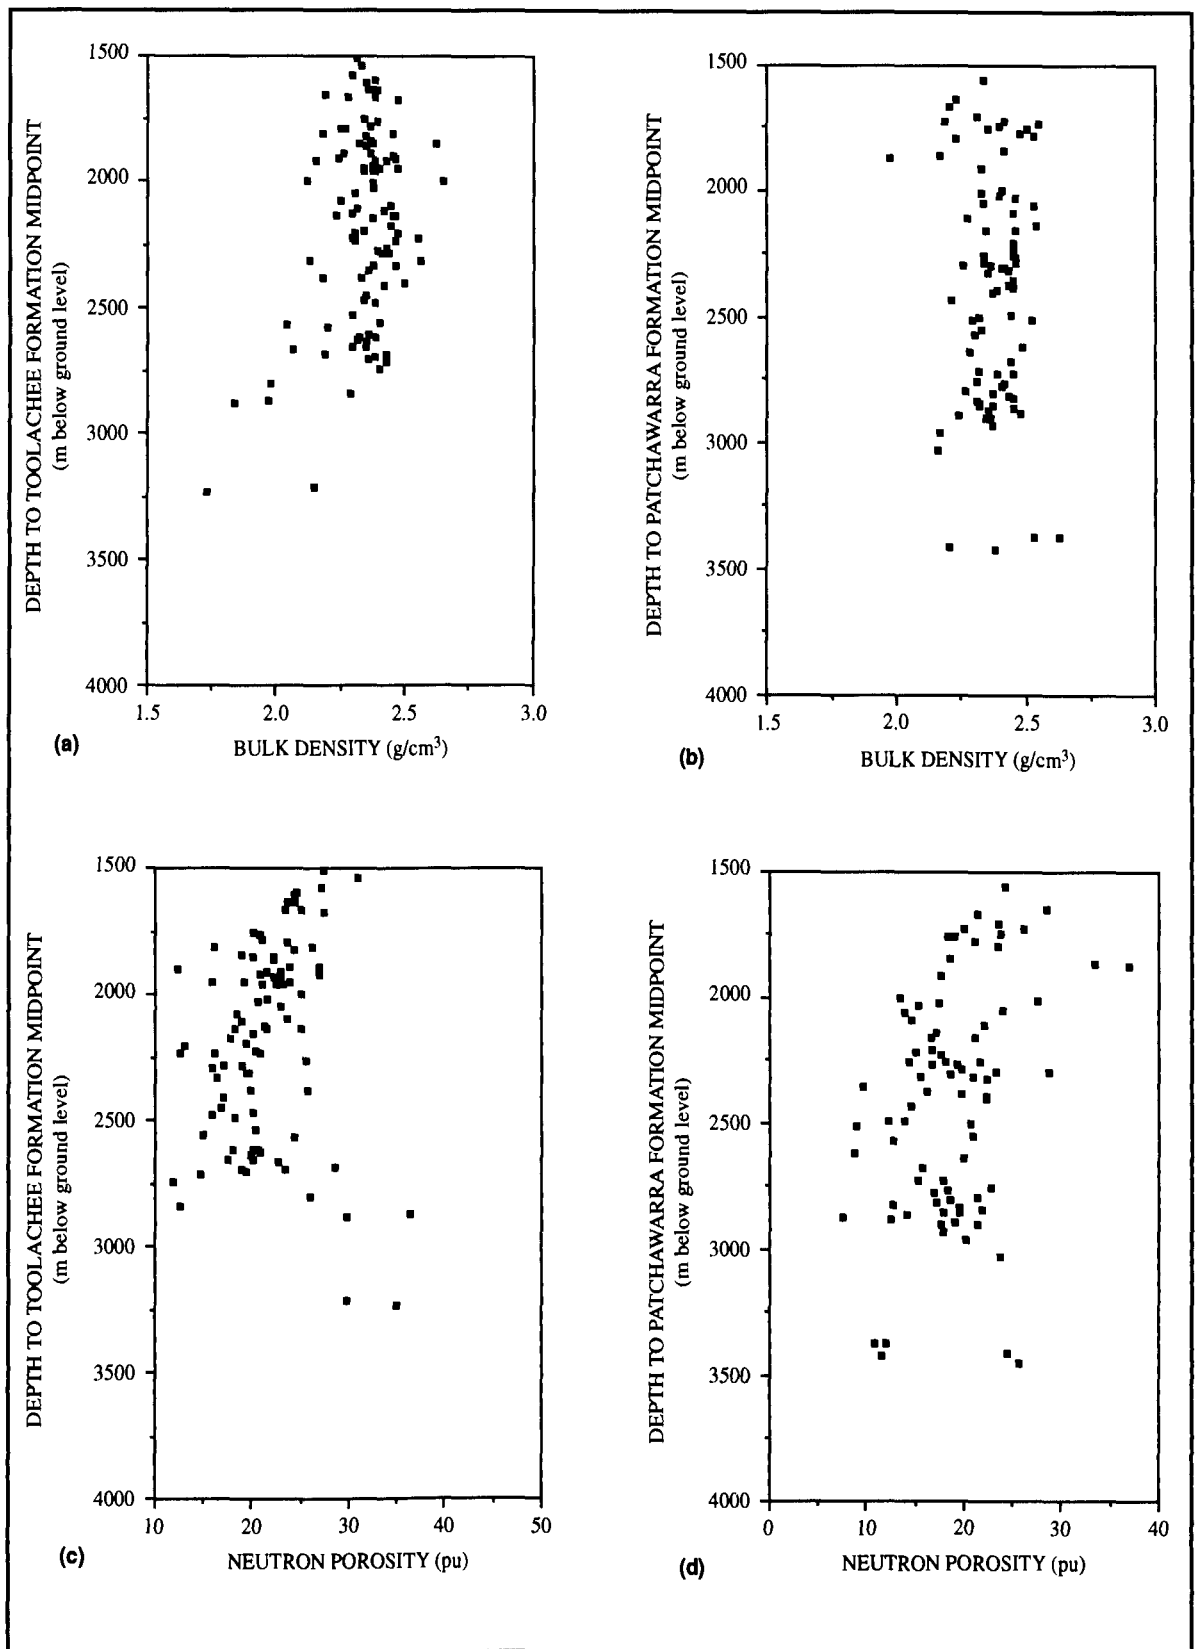 1500
2000
2500
3000
3500
4000
1.5
2.0
2.5
3.0
DEPTH TO TOOLACHEE FORMATION MIDPOINT
(m below ground level)
BULK DENSITY (g/cm³)
(a)
1500
2000
2500
3000
3500
4000
1.5
2.0
2.5
3.0
DEPTH TO PATCHAWARRA FORMATION MIDPOINT
(m below ground level)
BULK DENSITY (g/cm³)
(b)
1500
2000
2500
3000
3500
4000
10
20
30
40
50
DEPTH TO TOOLACHEE FORMATION MIDPOINT
(m below ground level)
NEUTRON POROSITY (pu)
(c)
1500
2000
2500
3000
3500
4000
0
10
20
30
40
DEPTH TO PATCHAWARRA FORMATION MIDPOINT
(m below ground level)
NEUTRON POROSITY (pu)
(d)